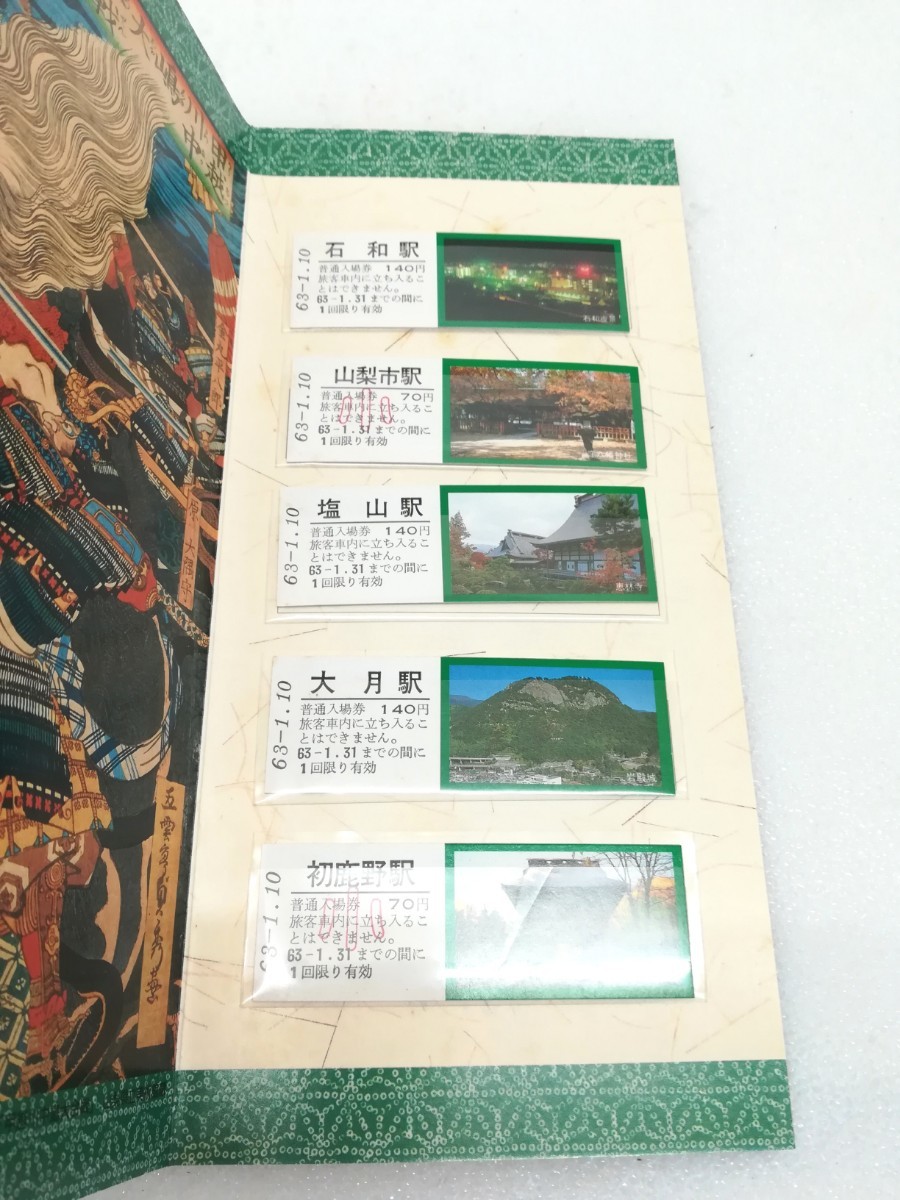 63-1.10
石和駅
普通入場券 140円
旅客車内に立ち入るこ
とはできません。
63-1.31までの間に
1回限り有効
石和夜景
63-1.10
山梨市駅
普通入場券 70円
旅客車内に立ち入るこ
とはできません。
63-1.31までの間に
1回限り有効
小
63-1.10
塩山駅
普通入場券 140円
旅客車内に立ち入るこ
とはできません。
63-1.31までの間に
1回限り有効
恵林寺
63-1.10
大月駅
普通入場券 140円
旅客車内に立ち入るこ
とはできません。
63-1.31までの間に
1回限り有効
岩殿城
63-1.10
初鹿野駅
普通入場券 70円
旅客車内に立ち入るこ
とはできません。
63-1.31までの間に
1回限り有効
小